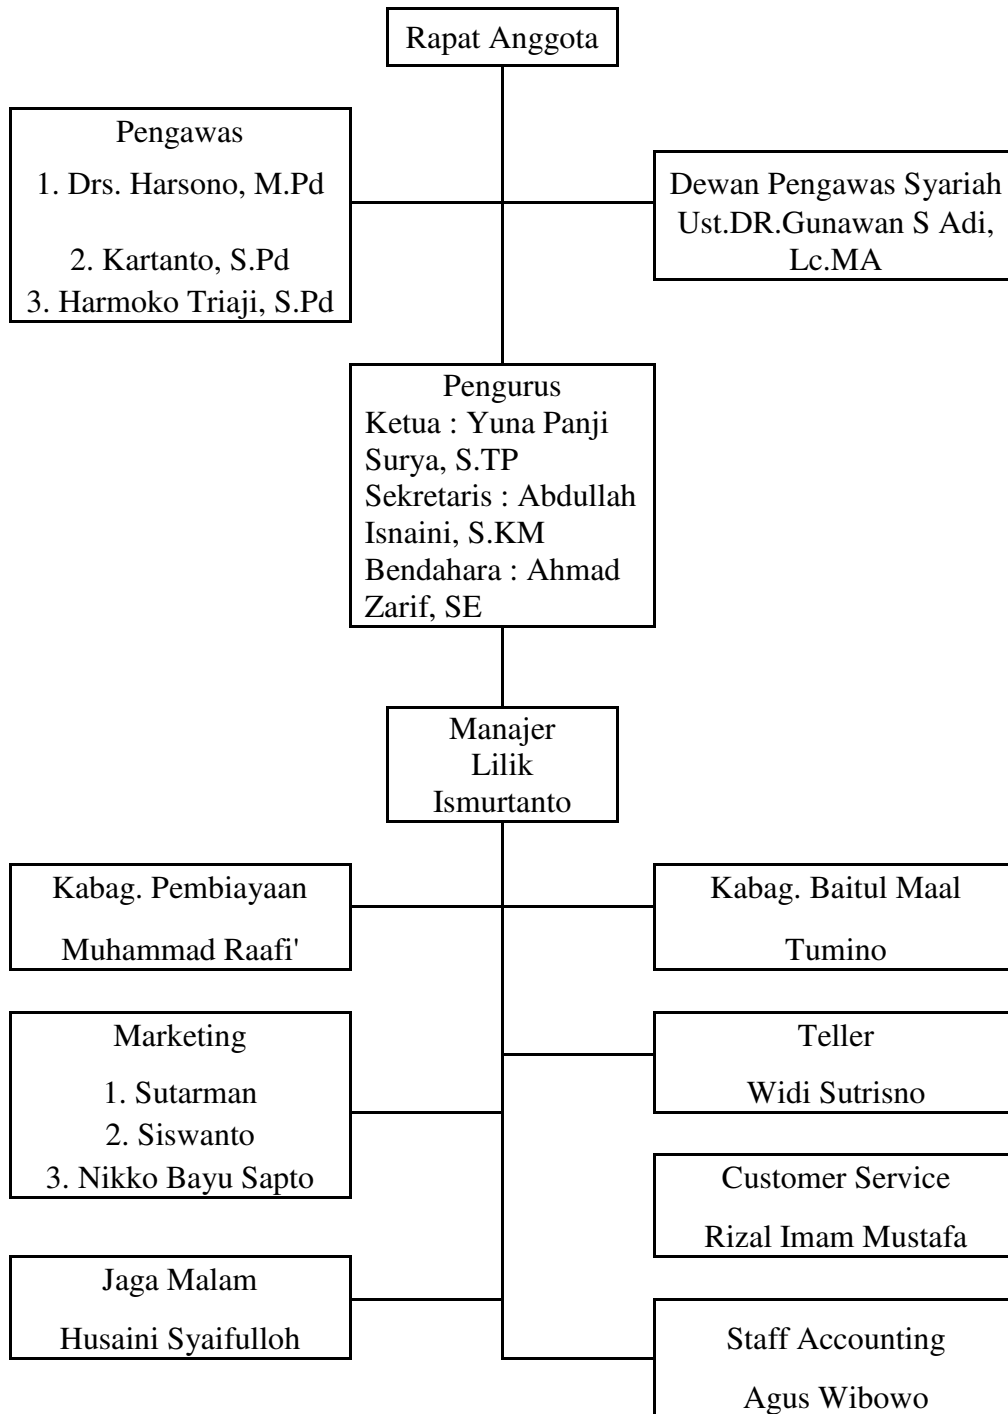 Rapat Anggota
Pengawas
1. Drs. Harsono, M.Pd
2. Kartanto, S.Pd
3. Harmoko Triaji, S.Pd
Dewan Pengawas Syariah
Ust.DR.Gunawan S Adi,
Lc.MA
Pengurus
Ketua : Yuna Panji
Surya, S.TP
Sekretaris : Abdullah
Isnaini, S.KM
Bendahara : Ahmad
Zarif, SE
Manajer
Lilik
Ismurtanto
Kabag. Pembiayaan
Muhammad Raafi'
Kabag. Baitul Maal
Tumino
Marketing
1. Sutarman
2. Siswanto
3. Nikko Bayu Sapto
Teller
Widi Sutrisno
Customer Service
Rizal Imam Mustafa
Jaga Malam
Husaini Syaifulloh
Staff Accounting
Agus Wibowo